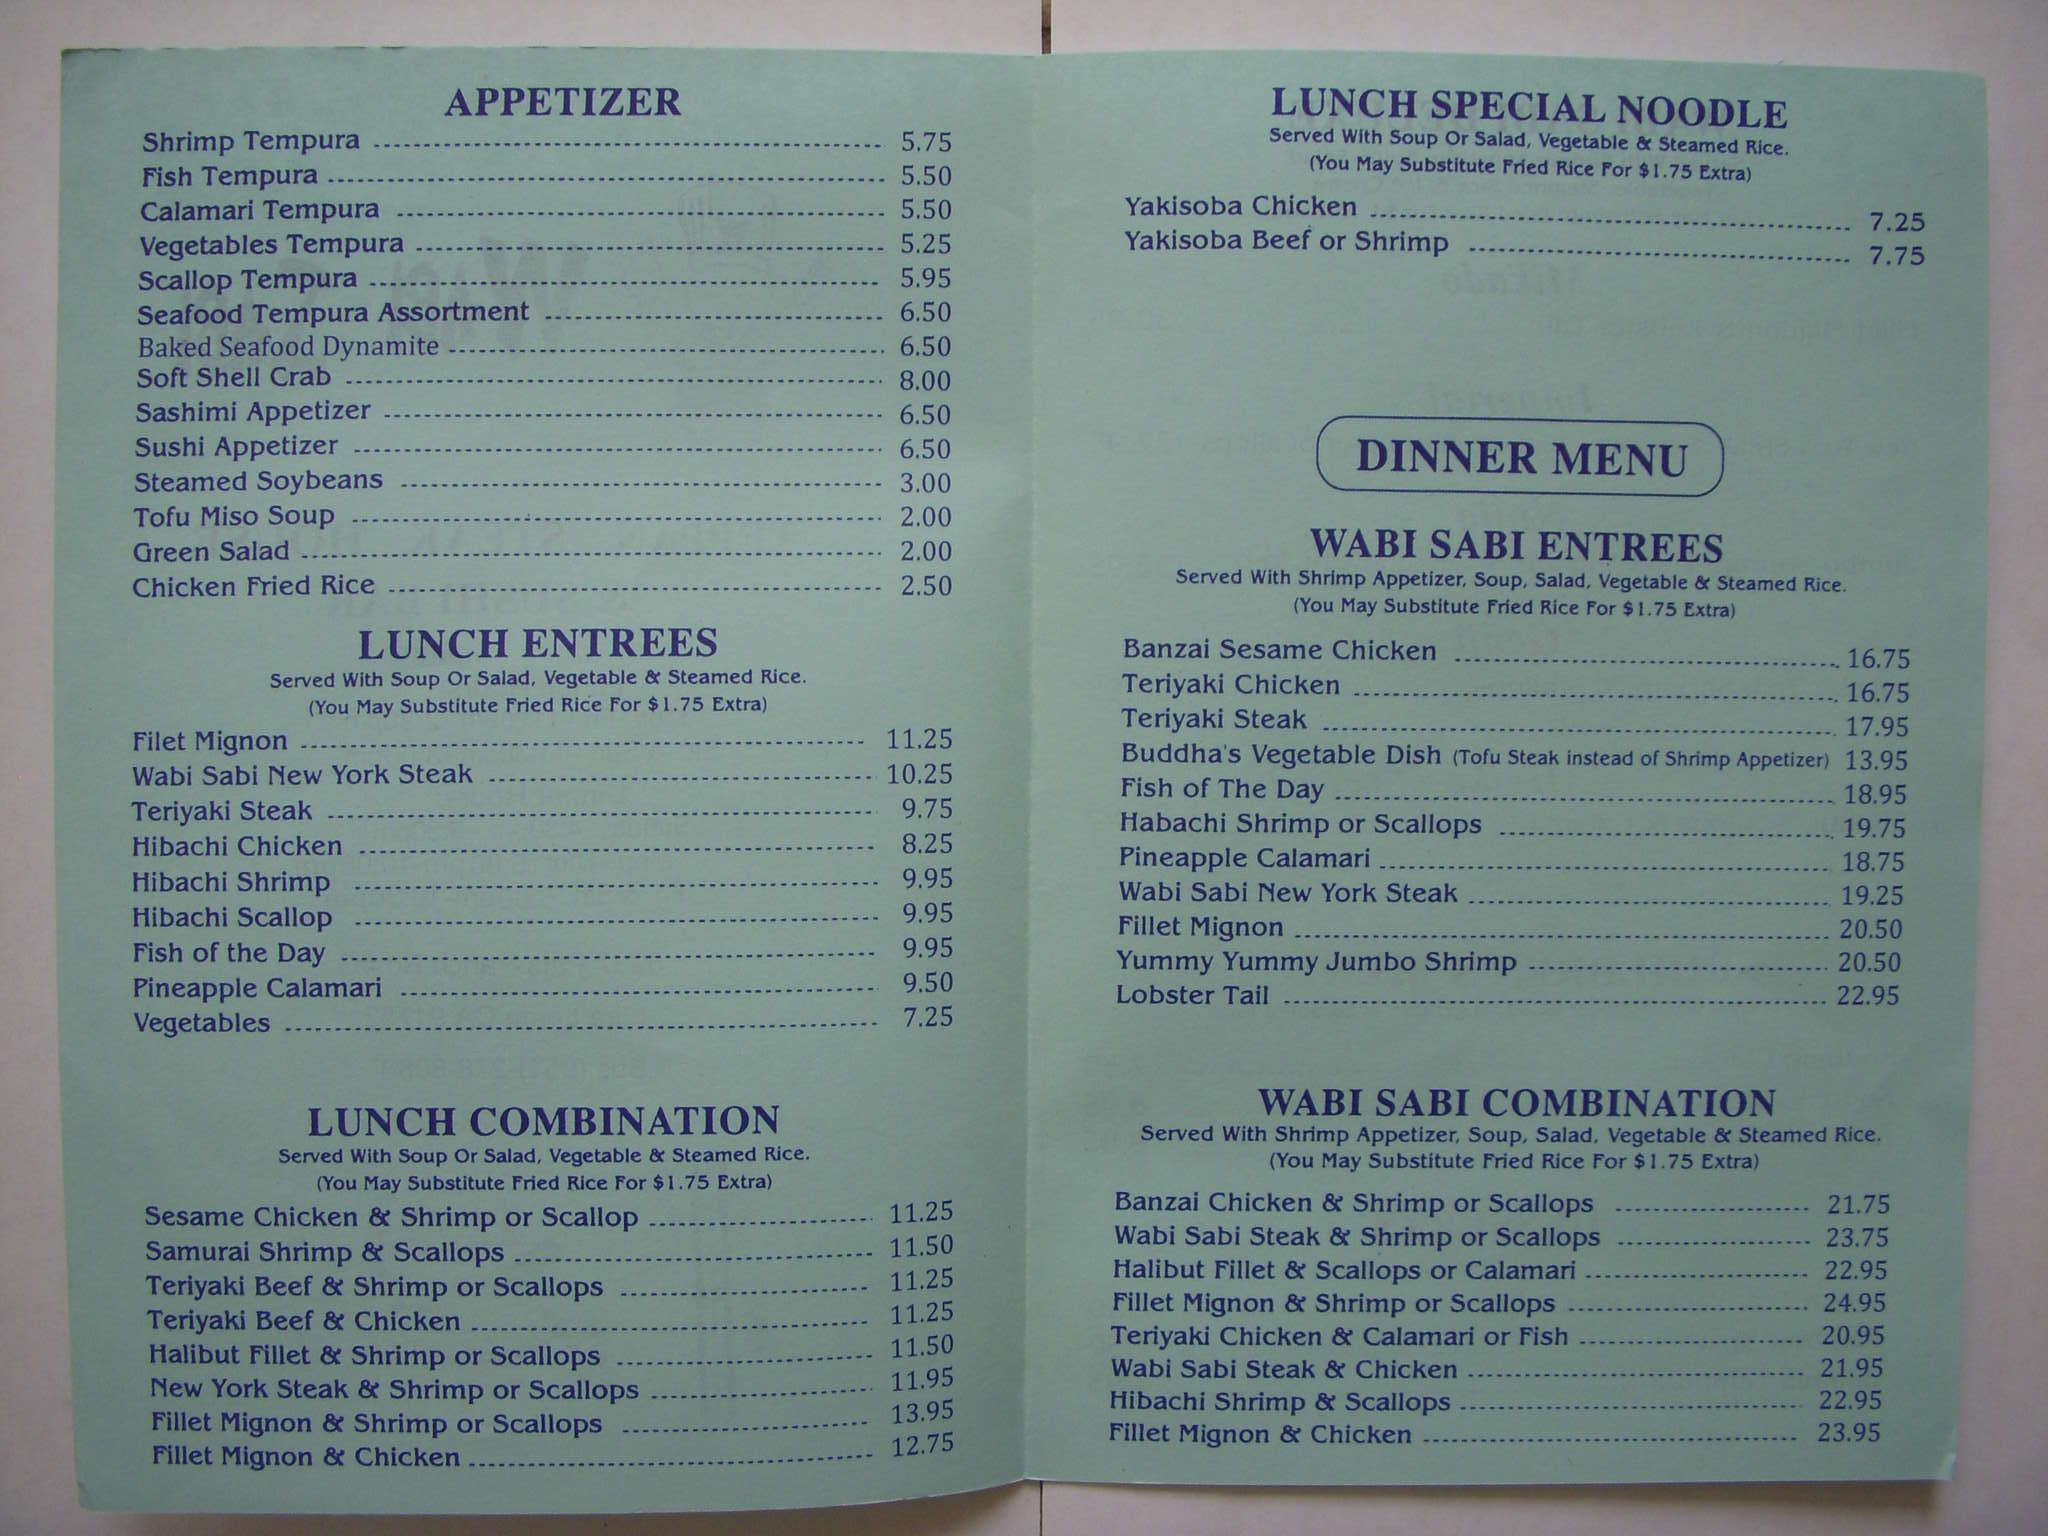 APPETIZER
Shrimp Tempura 5.75
Fish Tempura 5.50
Calamari Tempura 5.50
Vegetables Tempura 5.25
Scallop Tempura 5.95
Seafood Tempura Assortment 6.50
Baked Seafood Dynamite 6.50
Soft Shell Crab 8.00
Sashimi Appetizer 6.50
Sushi Appetizer 6.50
Steamed Soybeans 3.00
Tofu Miso Soup 2.00
Green Salad 2.00
Chicken Fried Rice 2.50
LUNCH ENTREES
Served With Soup Or Salad, Vegetable & Steamed Rice.
(You May Substitute Fried Rice For $1.75 Extra)
Filet Mignon 11.25
Wabi Sabi New York Steak 10.25
Teriyaki Steak 9.75
Hibachi Chicken 8.25
Hibachi Shrimp 9.95
Hibachi Scallop 9.95
Fish of the Day 9.95
Pineapple Calamari 9.50
Vegetables 7.25
LUNCH COMBINATION
Served With Soup Or Salad, Vegetable & Steamed Rice.
(You May Substitute Fried Rice For $1.75 Extra)
Sesame Chicken & Shrimp or Scallop 11.25
Samurai Shrimp & Scallops 11.50
Teriyaki Beef & Shrimp or Scallops 11.25
Teriyaki Beef & Chicken 11.25
Halibut Fillet & Shrimp or Scallops 11.50
New York Steak & Shrimp or Scallops 11.95
Fillet Mignon & Shrimp or Scallops 13.95
Fillet Mignon & Chicken 12.75
LUNCH SPECIAL NOODLE
Served With Soup Or Salad, Vegetable & Steamed Rice.
(You May Substitute Fried Rice For $1.75 Extra)
Yakisoba Chicken 7.25
Yakisoba Beef or Shrimp 7.75
DINNER MENU
WABI SABI ENTREES
Served With Shrimp Appetizer, Soup, Salad, Vegetable & Steamed Rice.
(You May Substitute Fried Rice For $1.75 Extra)
Banzai Sesame Chicken 16.75
Teriyaki Chicken 16.75
Teriyaki Steak 17.95
Buddha's Vegetable Dish (Tofu Steak instead of Shrimp Appetizer) 13.95
Fish of The Day 18.95
Habachi Shrimp or Scallops 19.75
Pineapple Calamari 18.75
Wabi Sabi New York Steak 19.25
Fillet Mignon 20.50
Yummy Yummy Jumbo Shrimp 20.50
Lobster Tail 22.95
WABI SABI COMBINATION
Served With Shrimp Appetizer, Soup, Salad, Vegetable & Steamed Rice.
(You May Substitute Fried Rice For $1.75 Extra)
Banzai Chicken & Shrimp or Scallops 21.75
Wabi Sabi Steak & Shrimp or Scallops 23.75
Halibut Fillet & Scallops or Calamari 22.95
Fillet Mignon & Shrimp or Scallops 24.95
Teriyaki Chicken & Calamari or Fish 20.95
Wabi Sabi Steak & Chicken 21.95
Hibachi Shrimp & Scallops 22.95
Fillet Mignon & Chicken 23.95